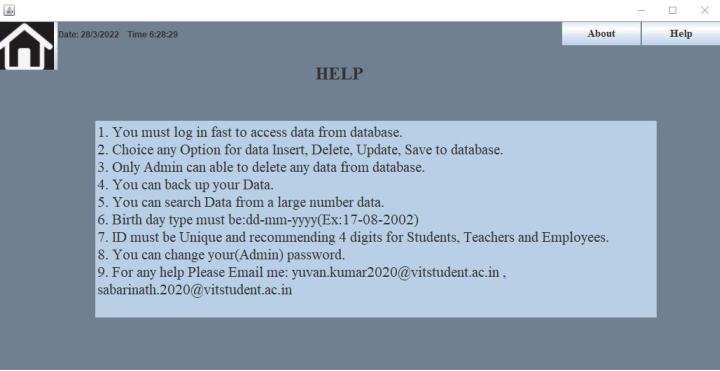 Date: 28/3/2022 Time 6:28:29
About
Help
HELP
1. You must log in fast to access data from database.
2. Choice any Option for data Insert, Delete, Update, Save to database.
3. Only Admin can able to delete any data from database.
4. You can back up your Data.
5. You can search Data from a large number data.
6. Birth day type must be:dd-mm-yyyy(Ex:17-08-2002)
7. ID must be Unique and recommending 4 digits for Students, Teachers and Employees.
8. You can change your(Admin) password.
9. For any help Please Email me: yuvan.kumar2020@vitstudent.ac.in ,
sabarinath.2020@vitstudent.ac.in